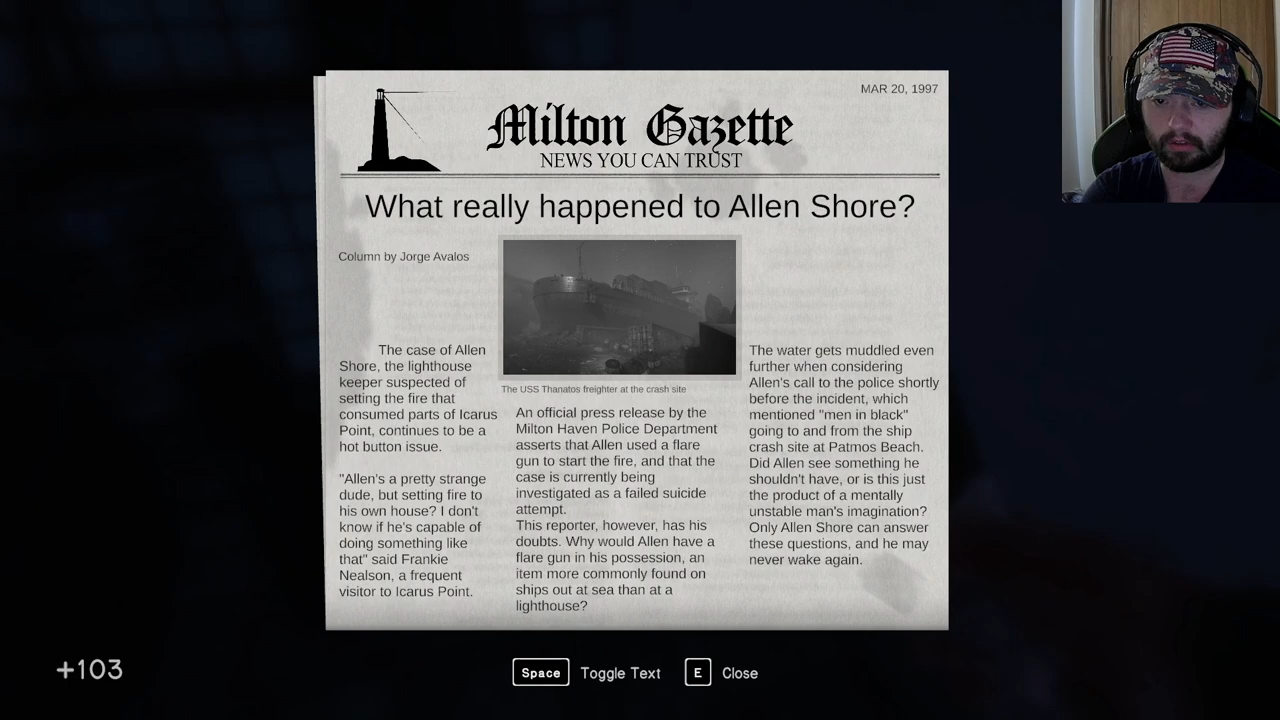 MAR 20, 1997
Milton Gazette
NEWS YOU CAN TRUST
What really happened to Allen Shore?
Column by Jorge Avalos
The case of Allen
Shore, the lighthouse
keeper suspected of
setting the fire that
consumed parts of Icarus
Point, continues to be a
hot button issue.
"Allen's a pretty strange
dude, but setting fire to
his own house? I don't
know if he's capable of
doing something like
that" said Frankie
Nealson, a frequent
visitor to Icarus Point.
The USS Thanatos freighter at the crash site
An official press release by the
Milton Haven Police Department
asserts that Allen used a flare
gun to start the fire, and that the
case is currently being
investigated as a failed suicide
attempt.
This reporter, however, has his
doubts. Why would Allen have a
flare gun in his possession, an
item more commonly found on
ships out at sea than at a
lighthouse?
The water gets muddled even
further when considering
Allen's call to the police shortly
before the incident, which
mentioned "men in black"
going to and from the ship
crash site at Patmos Beach.
Did Allen see something he
shouldn't have, or is this just
the product of a mentally
unstable man's imagination?
Only Allen Shore can answer
these questions, and he may
never wake again.
+103
Space Toggle Text E Close